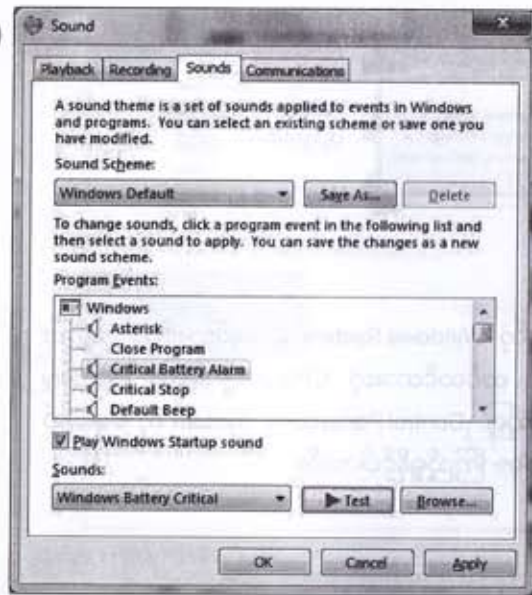 Sound
Playback Recording Sounds Communications
A sound theme is a set of sounds applied to events in Windows
and programs. You can select an existing scheme or save one you
have modified.
Sound Scheme:
Windows Default Save As... Delete
To change sounds, click a program event in the following list and
then select a sound to apply. You can save the changes as a new
sound scheme.
Program Events:
Windows
Asterisk
Close Program
Critical Battery Alarm
Critical Stop
Default Beep
Play Windows Startup sound
Sounds:
Windows Battery Critical Test Browse...
OK Cancel Apply